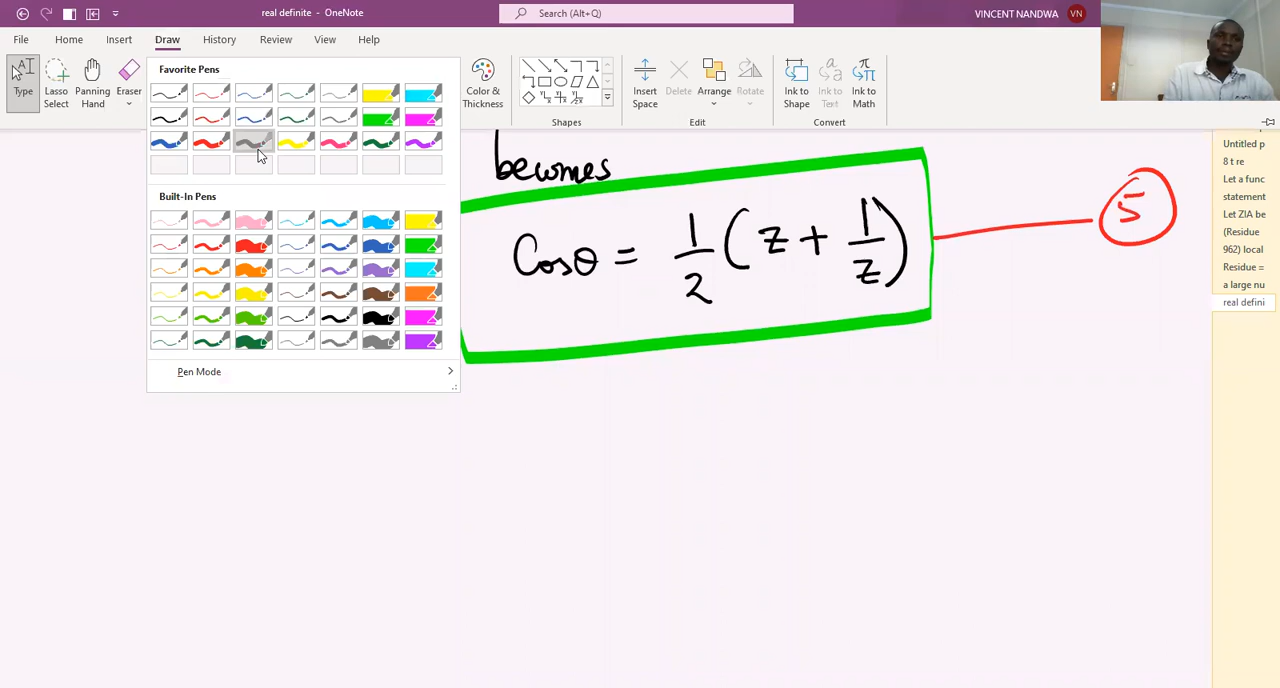 real definite - OneNote
Search (Alt+Q)
VINCENT NANDWA
VN
File Home Insert Draw History Review View Help
Type
Lasso Select
Panning Hand
Eraser
Favorite Pens
Built-In Pens
Pen Mode
Color & Thickness
Shapes
Insert Space
Delete
Arrange
Rotate
Edit
Ink to Shape
Ink to Text
Ink to Math
Convert
becomes
Cosθ = 1/2 (z + 1/z)
5
Untitled p
8 t re
Let a func
statement
Let ZIA be
(Residue
962) local
Residue =
a large nu
real defini